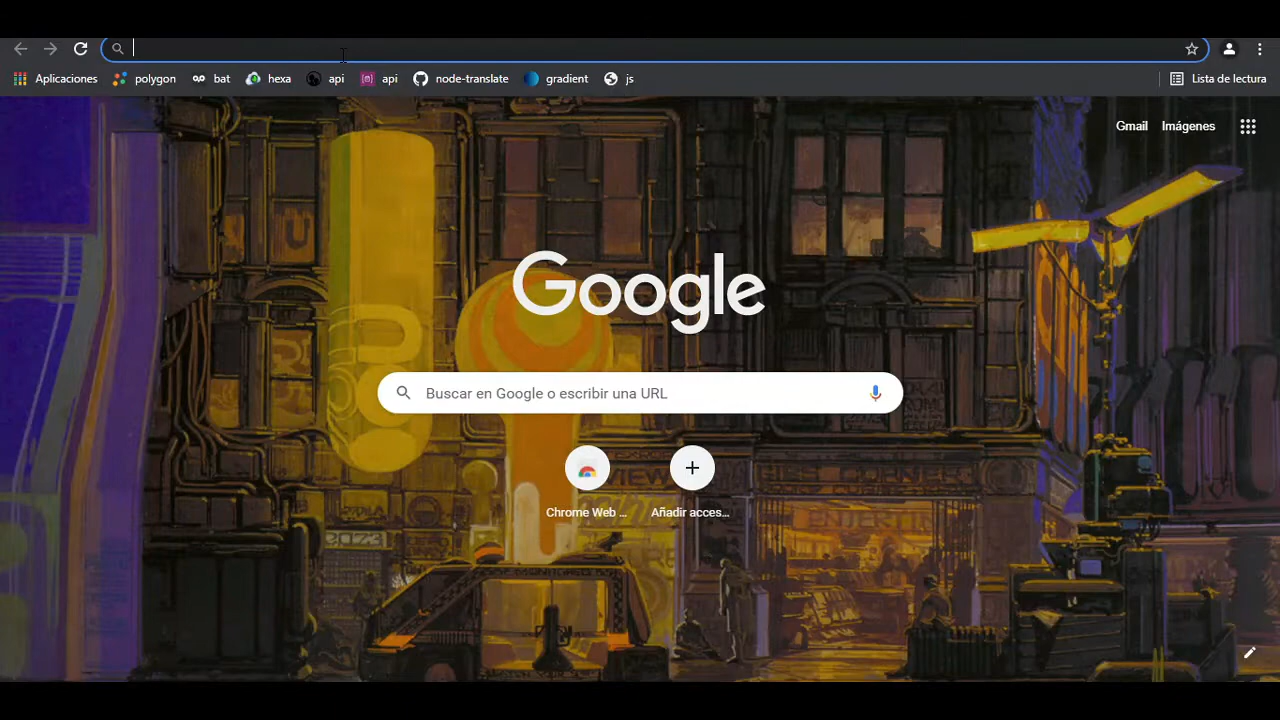 Aplicaciones polygon bat hexa api api node-translate gradient js Lista de lectura
Gmail Imágenes
Google
Buscar en Google o escribir una URL
Chrome Web ... Añadir acces...